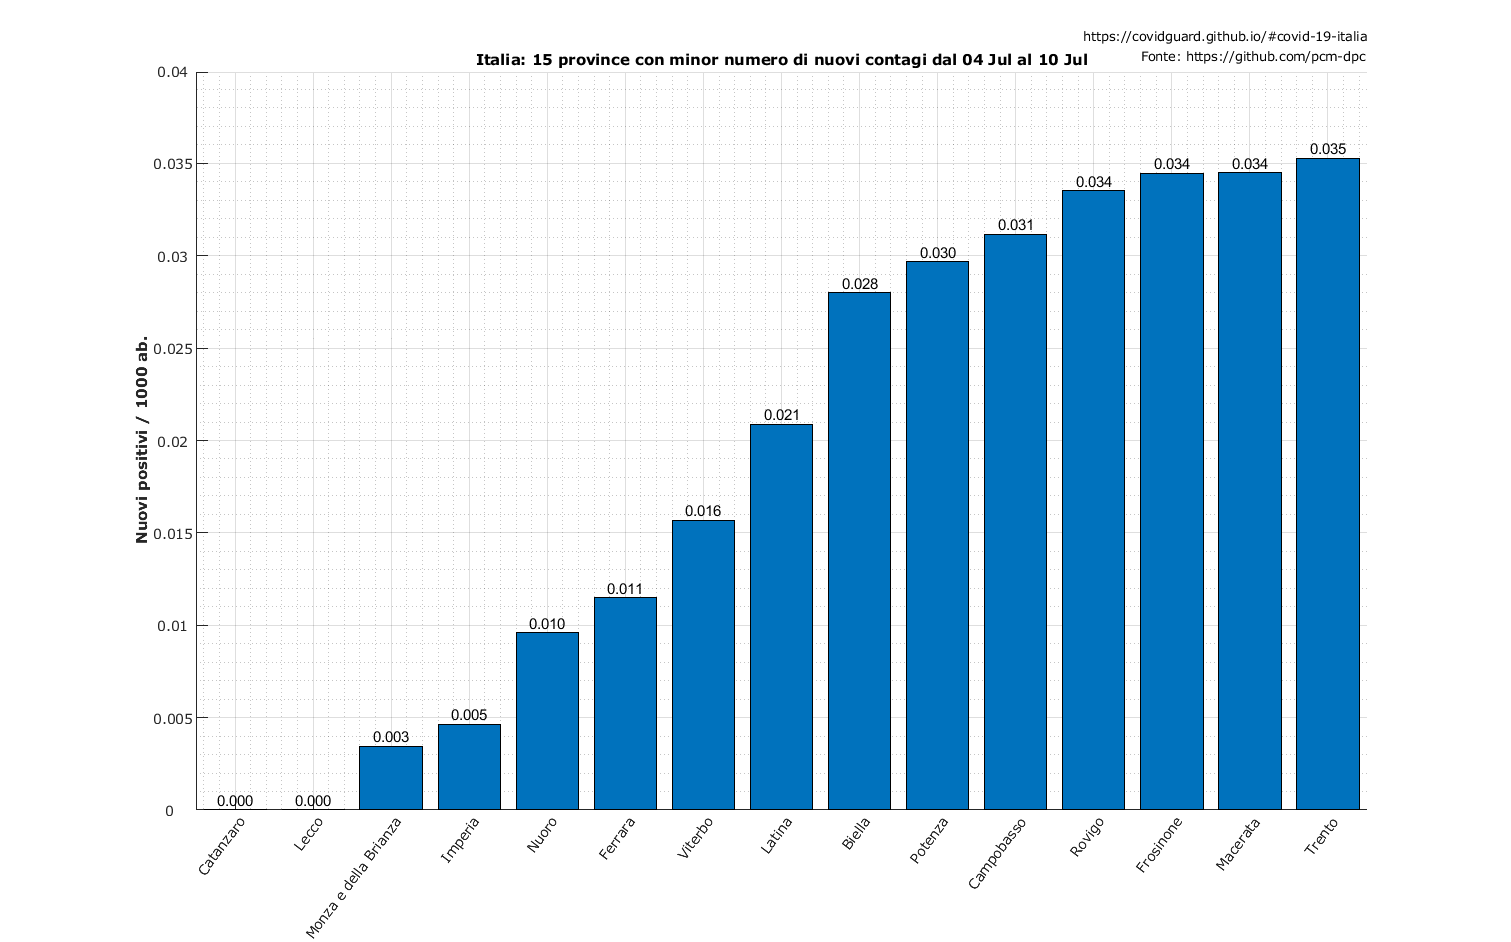 https://covidguard.github.io/#covid-19-italia
Italia: 15 province con minor numero di nuovi contagi dal 04 Jul al 10 Jul
Fonte: https://github.com/pcm-dpc
Nuovi positivi / 1000 ab.
0.04
0.035
0.03
0.025
0.02
0.015
0.01
0.005
0
0.000
0.000
0.003
0.005
0.010
0.011
0.016
0.021
0.028
0.030
0.031
0.034
0.034
0.034
0.035
Catanzaro
Lecco
Monza e della Brianza
Imperia
Nuoro
Ferrara
Viterbo
Latina
Biella
Potenza
Campobasso
Rovigo
Frosinone
Macerata
Trento